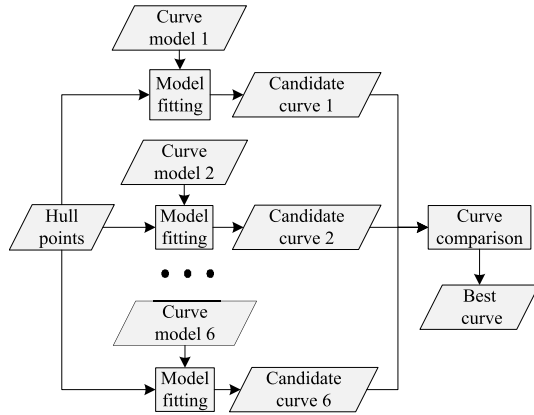 Curve
model 1
Model
fitting
Candidate
curve 1
Curve
model 2
Hull
points
Model
fitting
Candidate
curve 2
Curve
comparison
Best
curve
Curve
model 6
Model
fitting
Candidate
curve 6